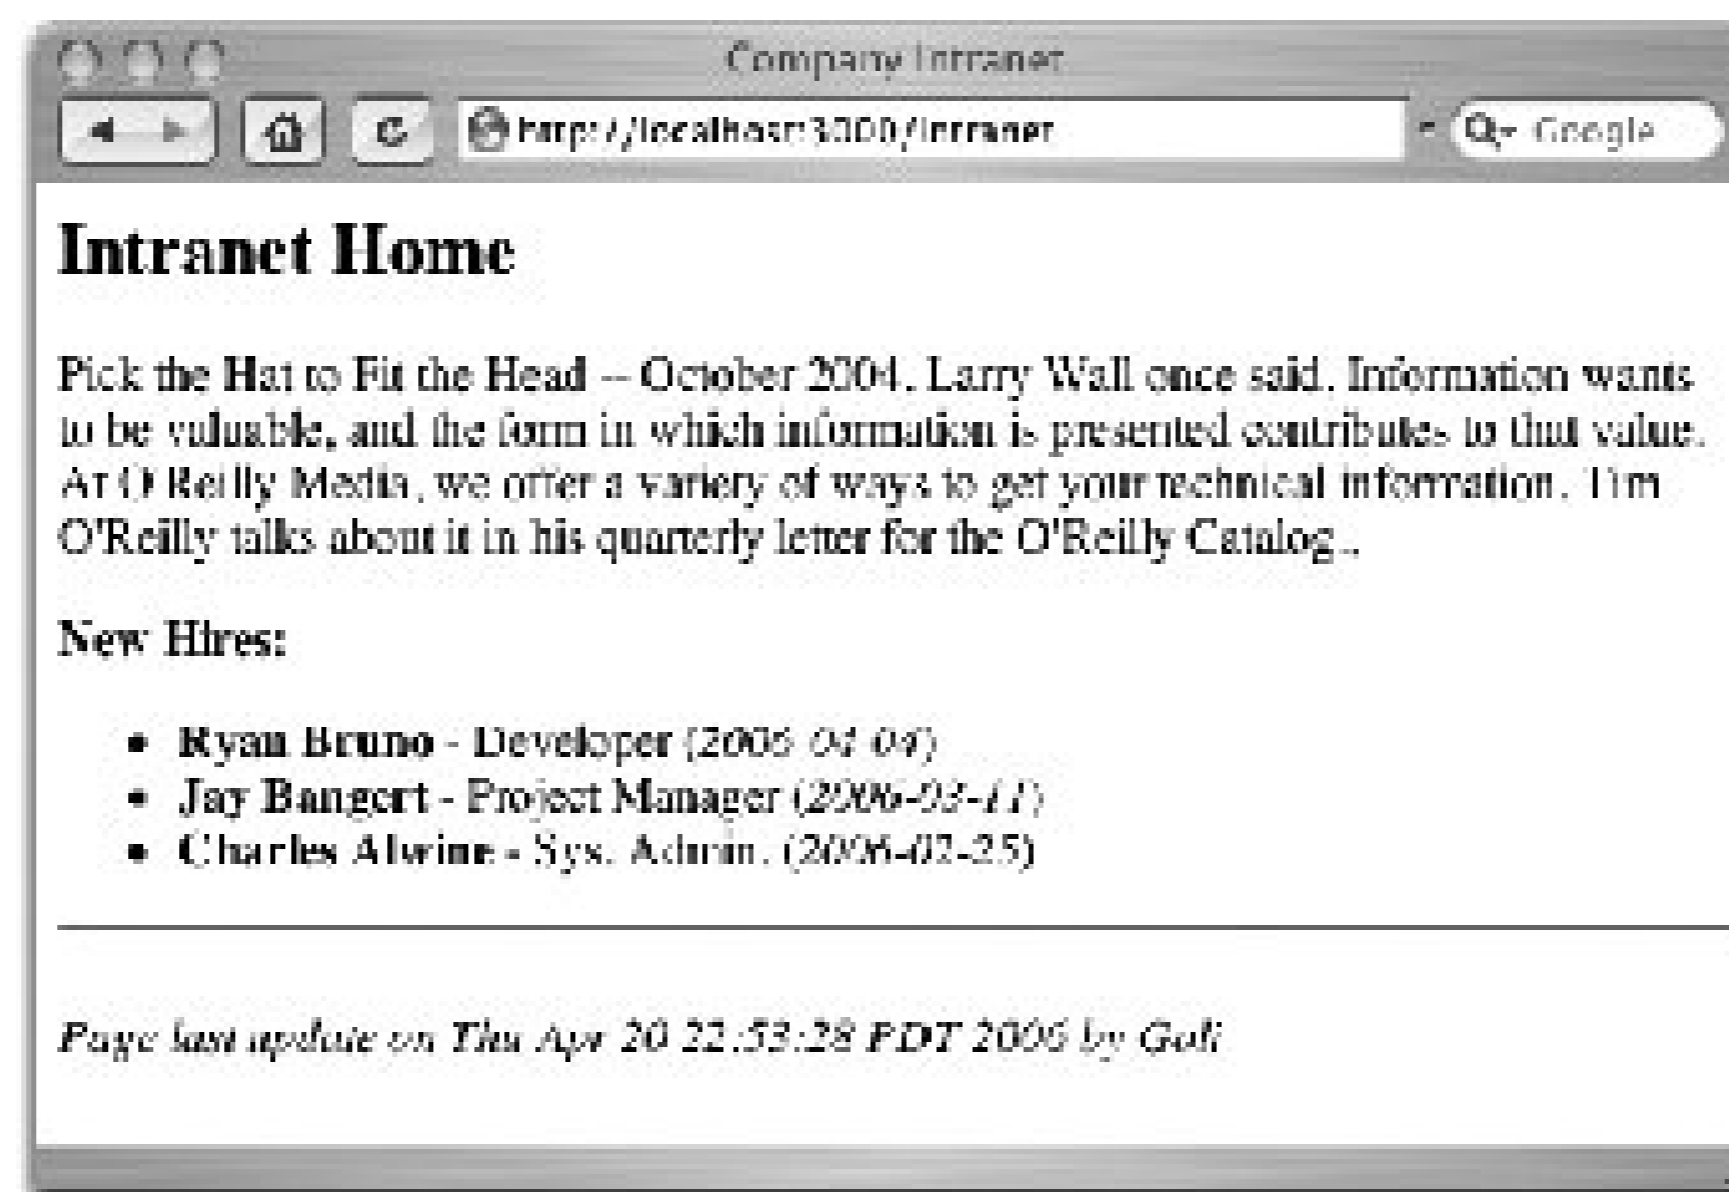 Company Intranet
http://localhost:3000/intranet
Google
Intranet Home
Pick the Hat to Fit the Head -- October 2004. Larry Wall once said, Information wants
to be valuable, and the form in which information is presented contributes to that value.
At O'Reilly Media, we offer a variety of ways to get your technical information. Tim
O'Reilly talks about it in his quarterly letter for the O'Reilly Catalog..
New Hires:
• Ryan Bruno - Developer (2006-04-04)
• Jay Bangert - Project Manager (2006-03-11)
• Charles Alwine - Sys. Admin. (2006-02-25)
Page last update on Thu Apr 20 22:53:28 PDT 2006 by Goli